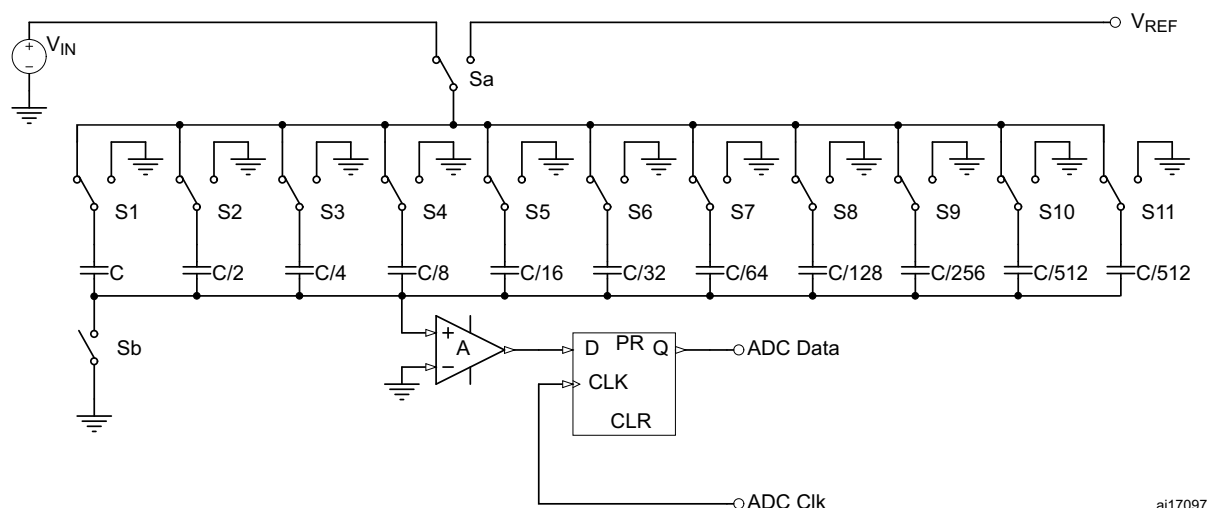 V_REF
+
V_IN
−
Sa
S1 S2 S3 S4 S5 S6 S7 S8 S9 S10 S11
C C/2 C/4 C/8 C/16 C/32 C/64 C/128 C/256 C/512 C/512
Sb
+
A
−
D PR Q
ADC Data
CLK
CLR
ADC Clk
ai17097